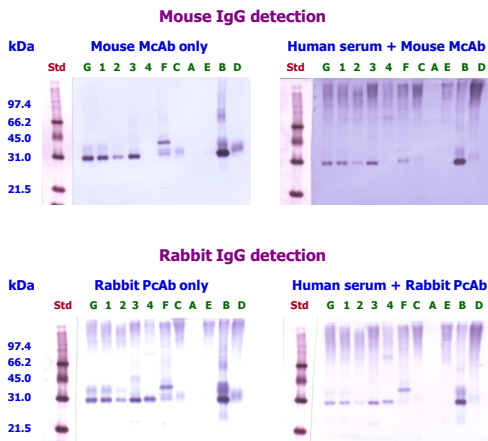 Mouse IgG detection
kDa Mouse McAb only Human serum + Mouse McAb
Std G 1 2 3 4 F C A E B D Std G 1 2 3 4 F C A E B D
97.4
66.2
45.0
31.0
21.5
Rabbit IgG detection
kDa Rabbit PcAb only Human serum + Rabbit PcAb
Std G 1 2 3 4 F C A E B D Std G 1 2 3 4 F C A E B D
97.4
66.2
45.0
31.0
21.5